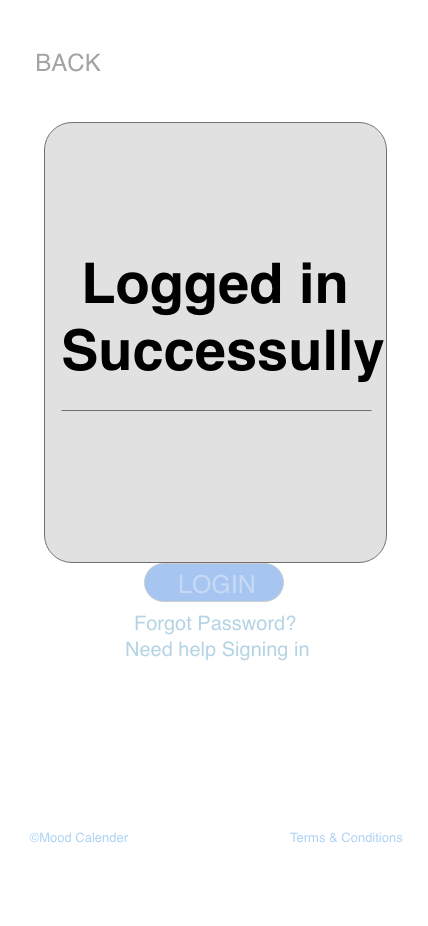 BACK
Logged in
Successully
LOGIN
Forgot Password?
Need help Signing in
©Mood Calender
Terms & Conditions